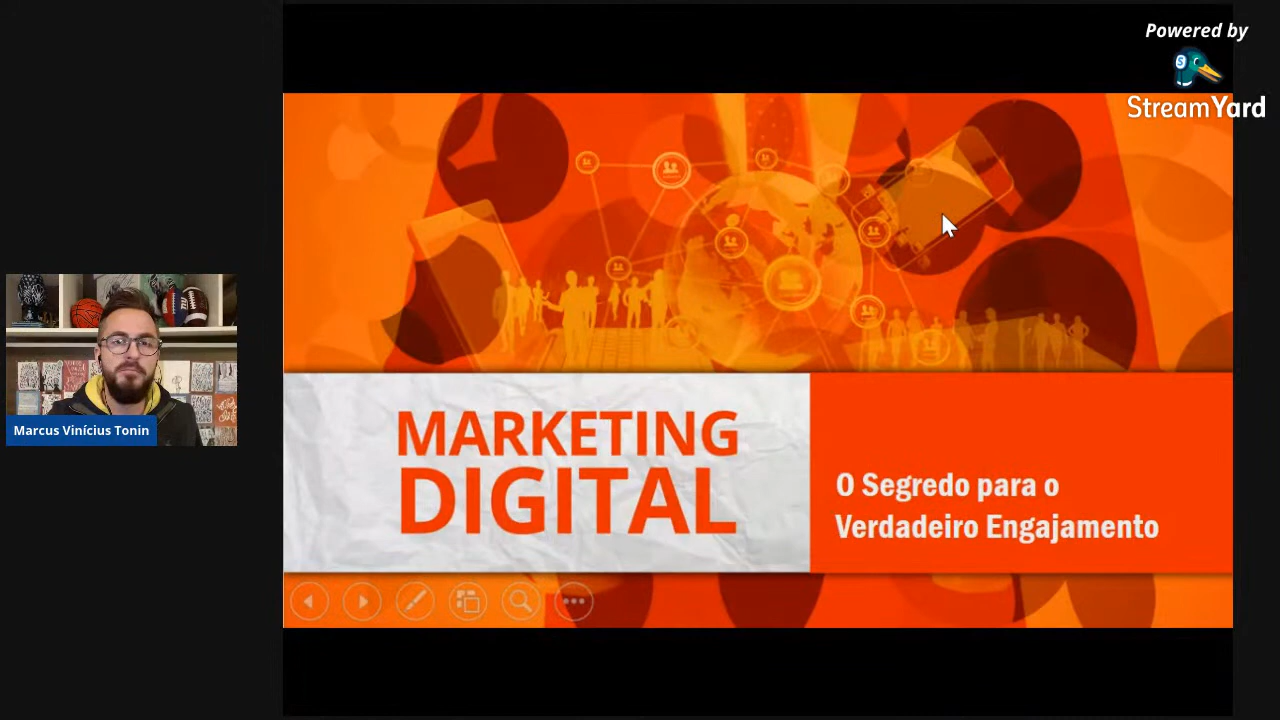 Powered by
StreamYard
MARKETING
DIGITAL
O Segredo para o
Verdadeiro Engajamento
Marcus Vinícius Tonin